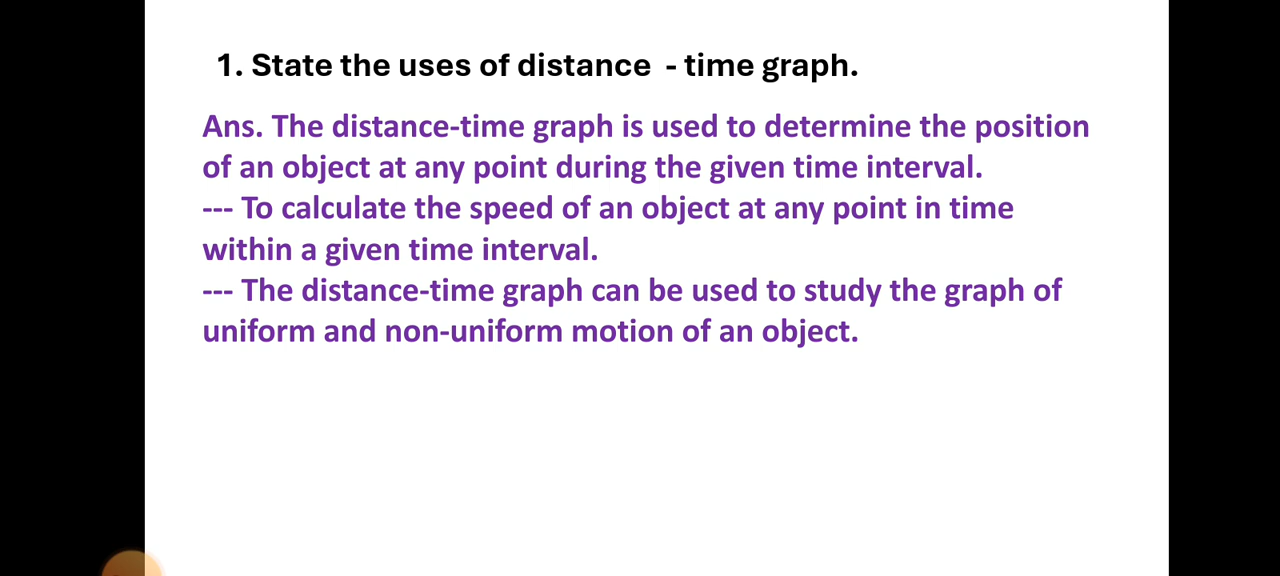 1. State the uses of distance - time graph.
Ans. The distance-time graph is used to determine the position
of an object at any point during the given time interval.
--- To calculate the speed of an object at any point in time
within a given time interval.
--- The distance-time graph can be used to study the graph of
uniform and non-uniform motion of an object.